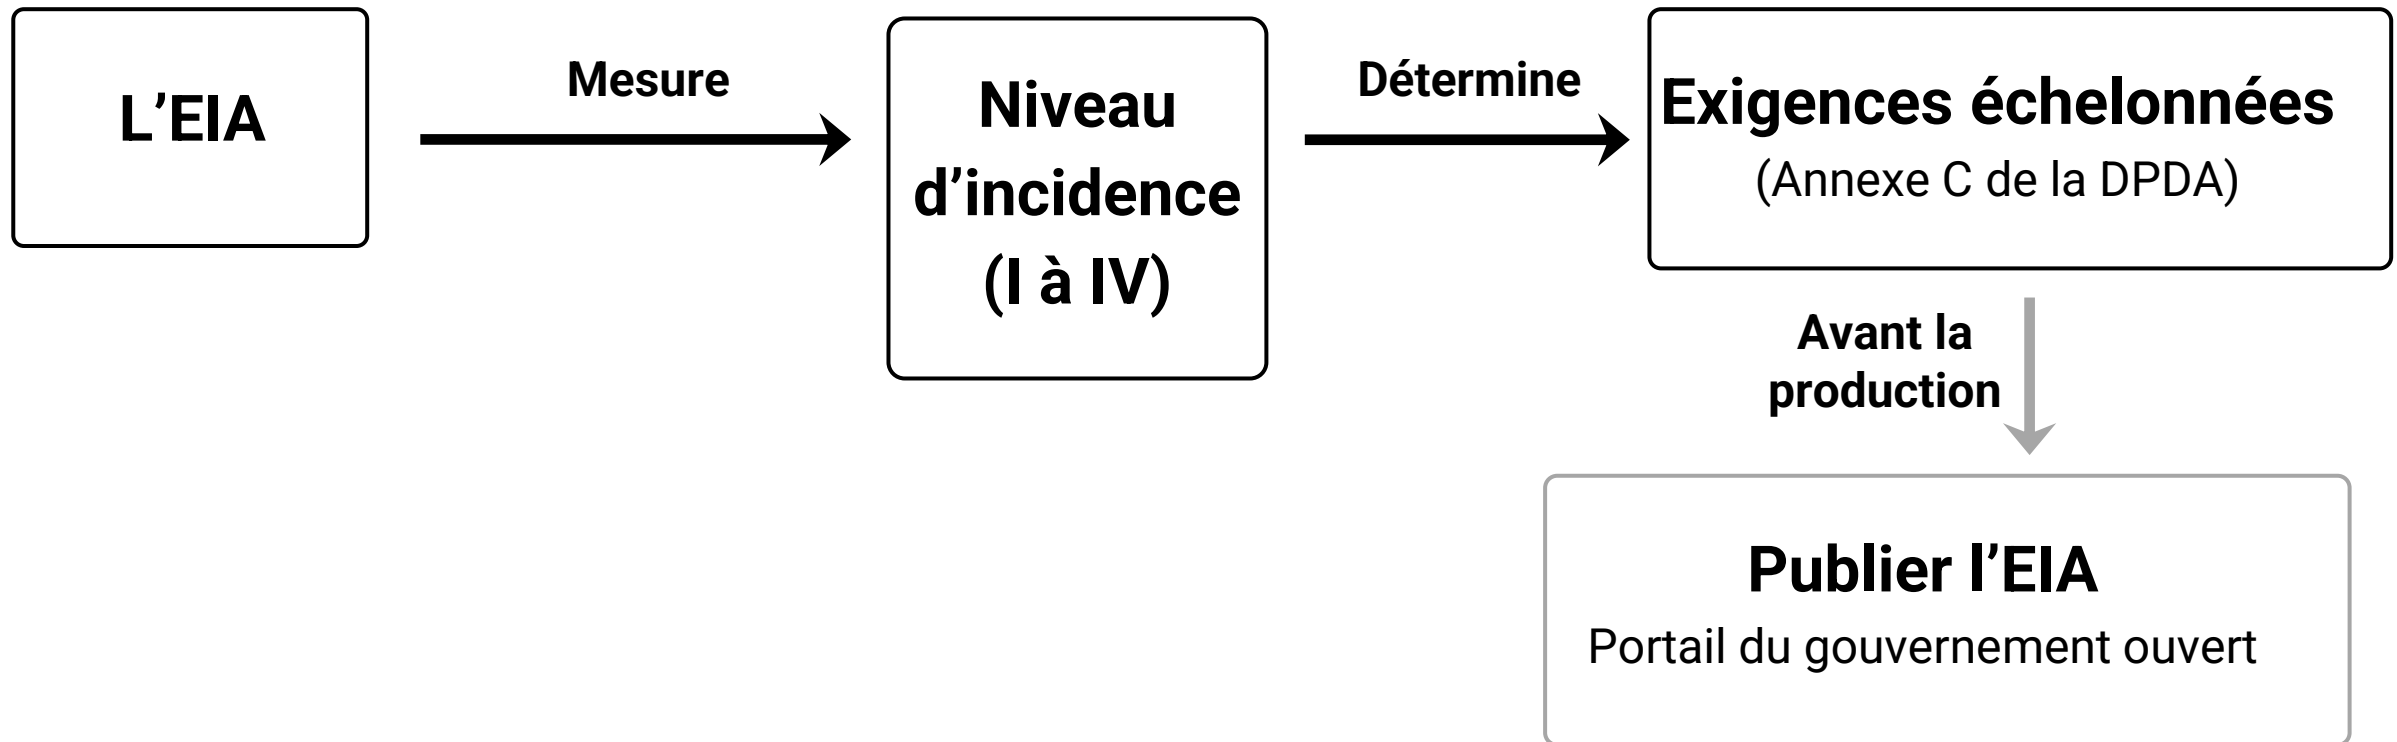 L’EIA
Mesure
Niveau
d’incidence
(I à IV)
Détermine
Exigences échelonnées
(Annexe C de la DPDA)
Avant la
production
Publier l’EIA
Portail du gouvernement ouvert